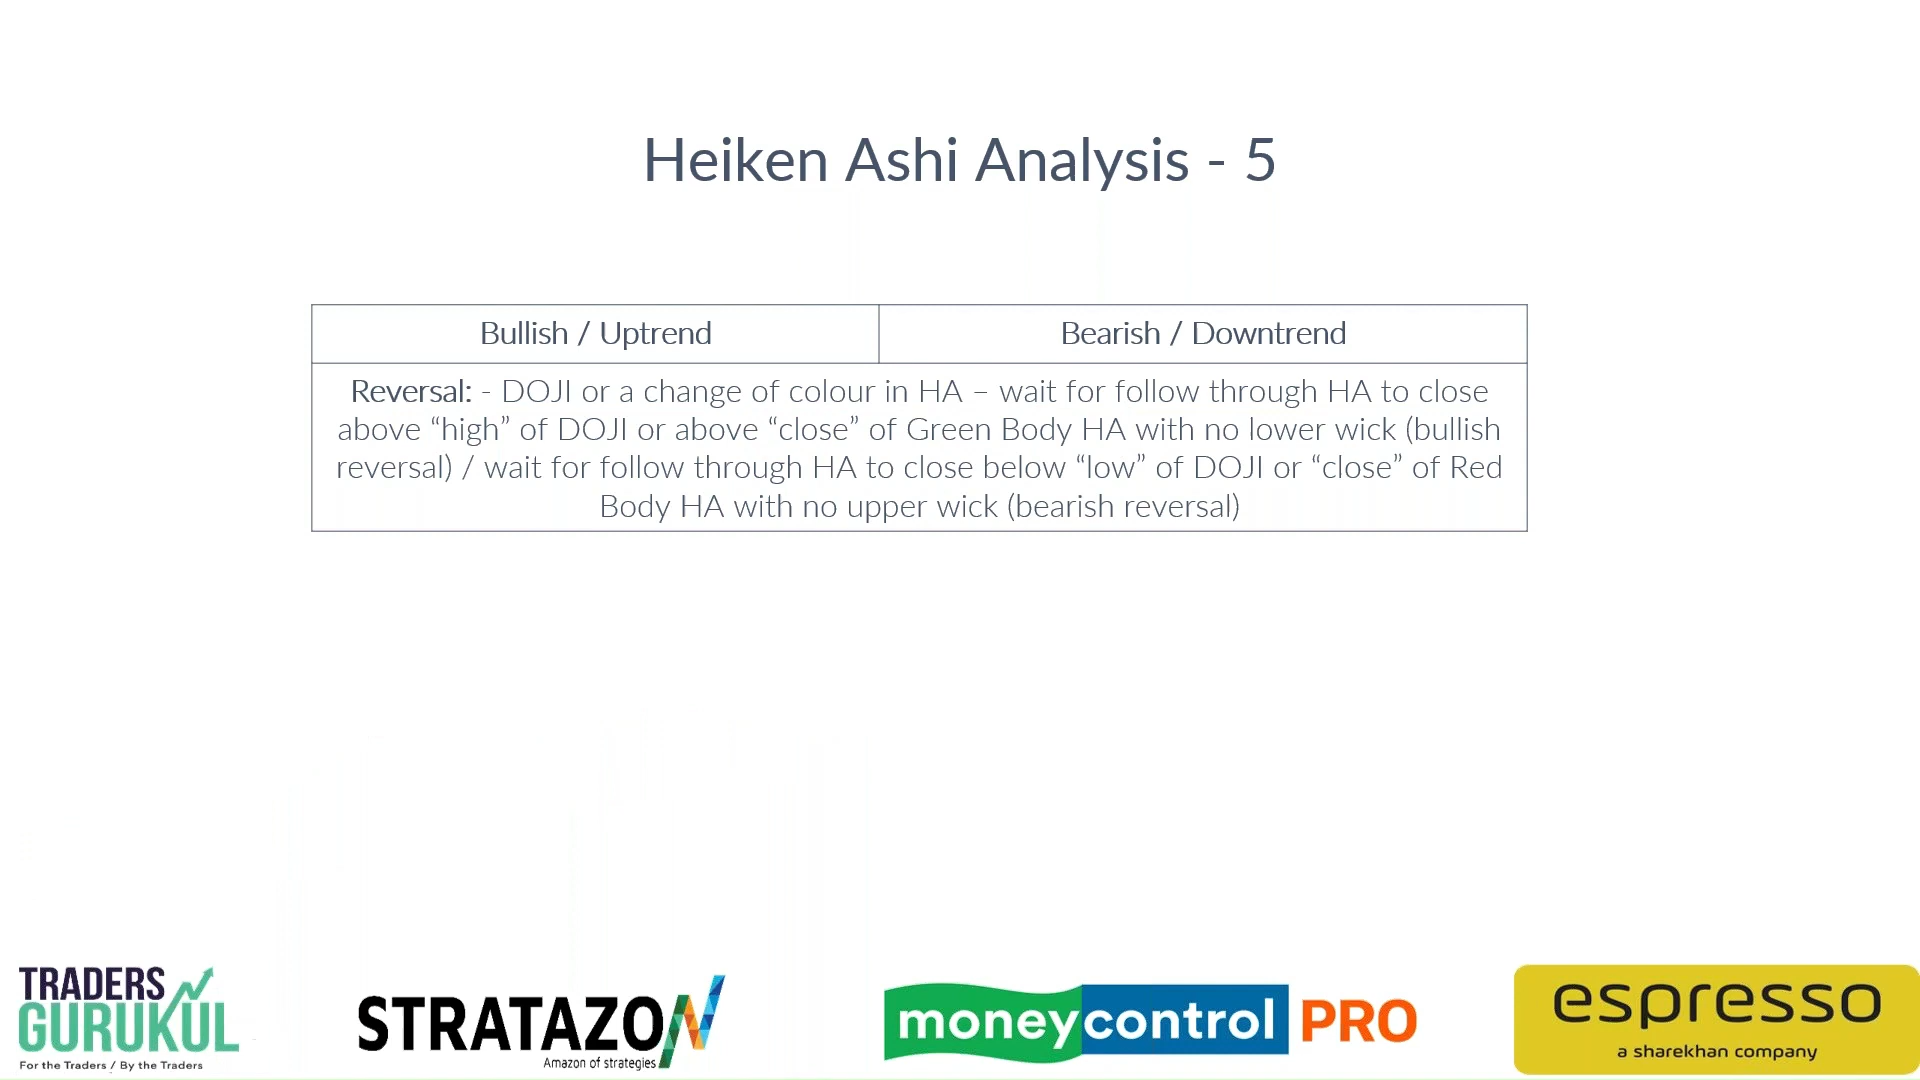 Heiken Ashi Analysis - 5
Bullish / Uptrend
Bearish / Downtrend
Reversal: - DOJI or a change of colour in HA – wait for follow through HA to close
above “high” of DOJI or above “close” of Green Body HA with no lower wick (bullish
reversal) / wait for follow through HA to close below “low” of DOJI or “close” of Red
Body HA with no upper wick (bearish reversal)
TRADERS
GURUKUL
For the Traders / By the Traders
STRATAZON
Amazon of strategies
moneycontrol PRO
espresso
a sharekhan company